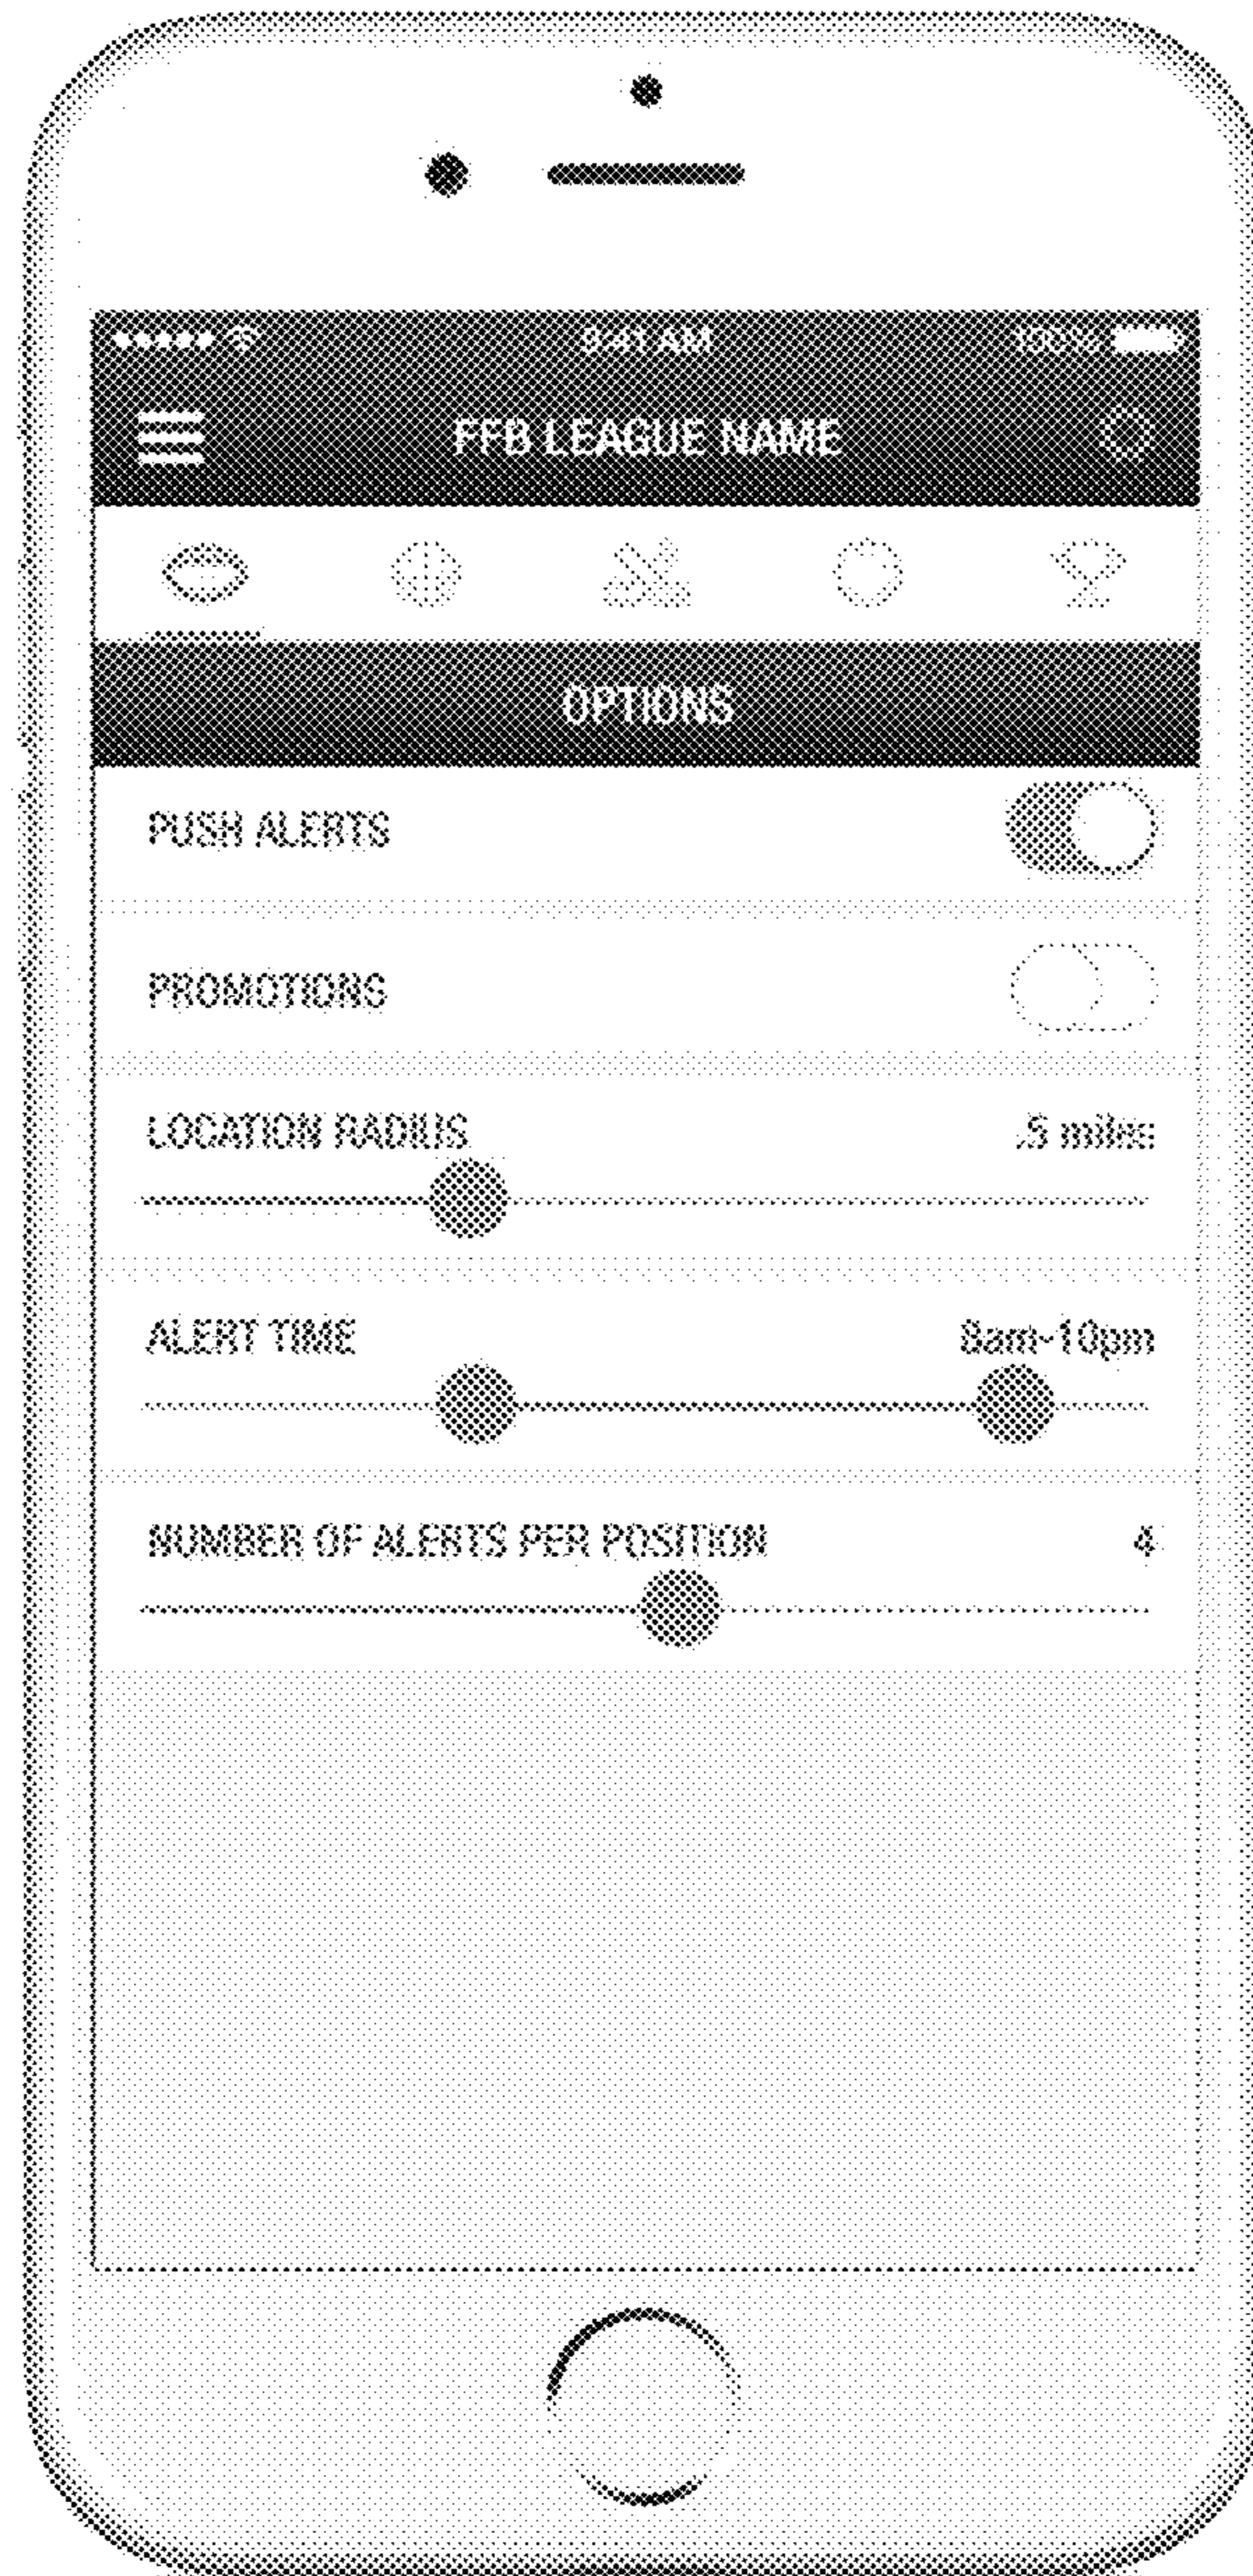 9:41 AM 100%
FFB LEAGUE NAME
OPTIONS
PUSH ALERTS
PROMOTIONS
LOCATION RADIUS .5 miles
ALERT TIME 8am-10pm
NUMBER OF ALERTS PER POSITION 4